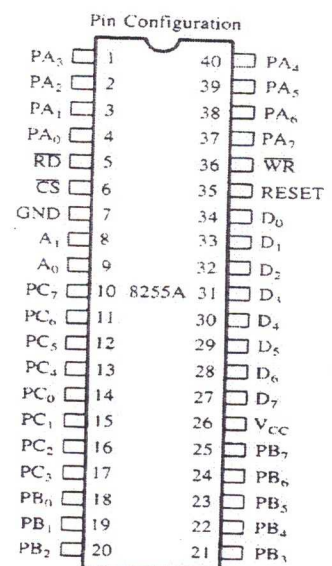 Pin Configuration
PA₃ 1 40 PA₄
PA₂ 2 39 PA₅
PA₁ 3 38 PA₆
PA₀ 4 37 PA₇
R̅D̅ 5 36 W̅R̅
C̅S̅ 6 35 RESET
GND 7 34 D₀
A₁ 8 33 D₁
A₀ 9 32 D₂
PC₇ 10 8255A 31 D₃
PC₆ 11 30 D₄
PC₅ 12 29 D₅
PC₄ 13 28 D₆
PC₀ 14 27 D₇
PC₁ 15 26 V_CC
PC₂ 16 25 PB₇
PC₃ 17 24 PB₆
PB₀ 18 23 PB₅
PB₁ 19 22 PB₄
PB₂ 20 21 PB₃